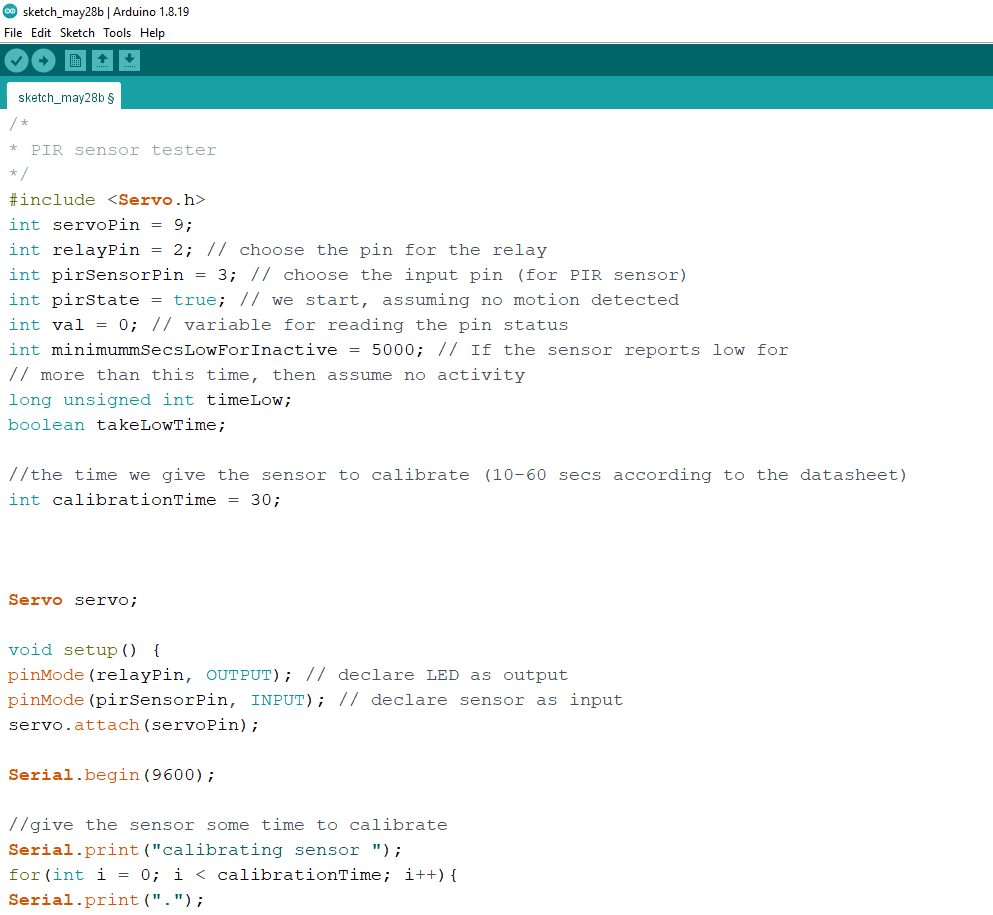 sketch_may28b | Arduino 1.8.19
File Edit Sketch Tools Help
sketch_may28b §
/*
* PIR sensor tester
*/
#include <Servo.h>
int servoPin = 9;
int relayPin = 2; // choose the pin for the relay
int pirSensorPin = 3; // choose the input pin (for PIR sensor)
int pirState = true; // we start, assuming no motion detected
int val = 0; // variable for reading the pin status
int minimummSecsLowForInactive = 5000; // If the sensor reports low for
// more than this time, then assume no activity
long unsigned int timeLow;
boolean takeLowTime;
//the time we give the sensor to calibrate (10-60 secs according to the datasheet)
int calibrationTime = 30;
Servo servo;
void setup() {
pinMode(relayPin, OUTPUT); // declare LED as output
pinMode(pirSensorPin, INPUT); // declare sensor as input
servo.attach(servoPin);
Serial.begin(9600);
//give the sensor some time to calibrate
Serial.print("calibrating sensor ");
for(int i = 0; i < calibrationTime; i++){
Serial.print(".");